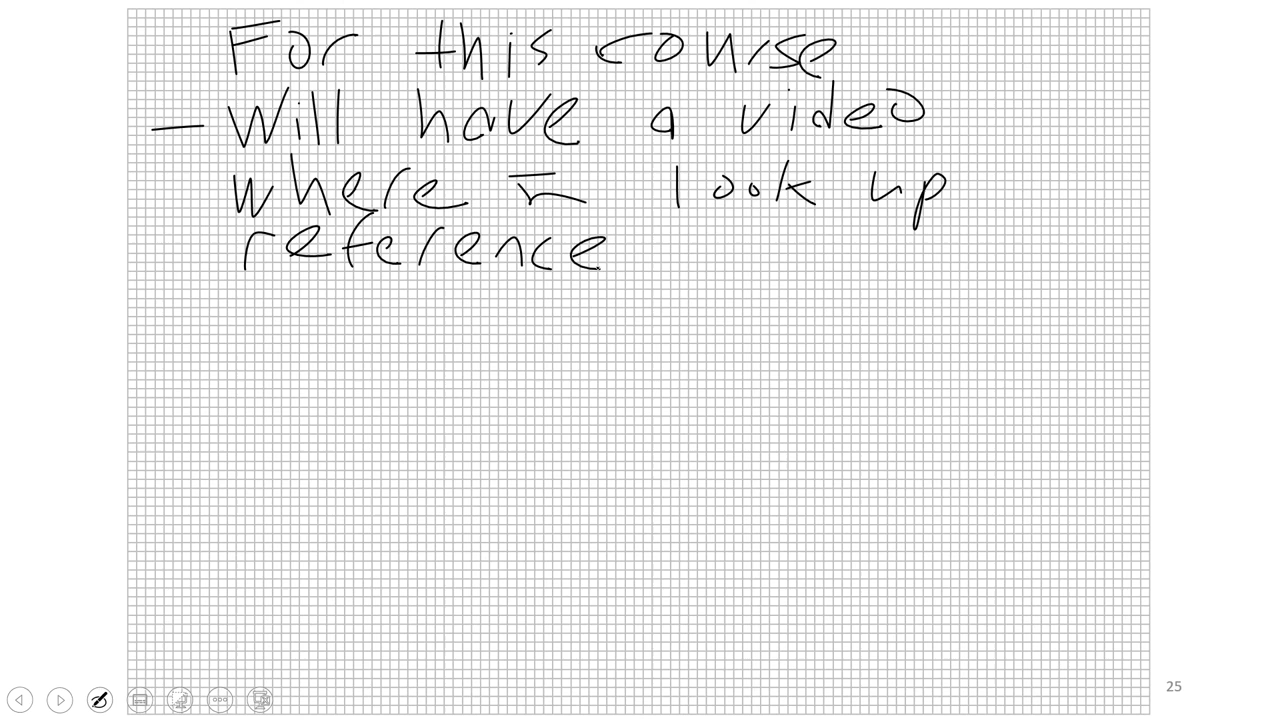 For this course
- Will have a video
where I look up
reference
25